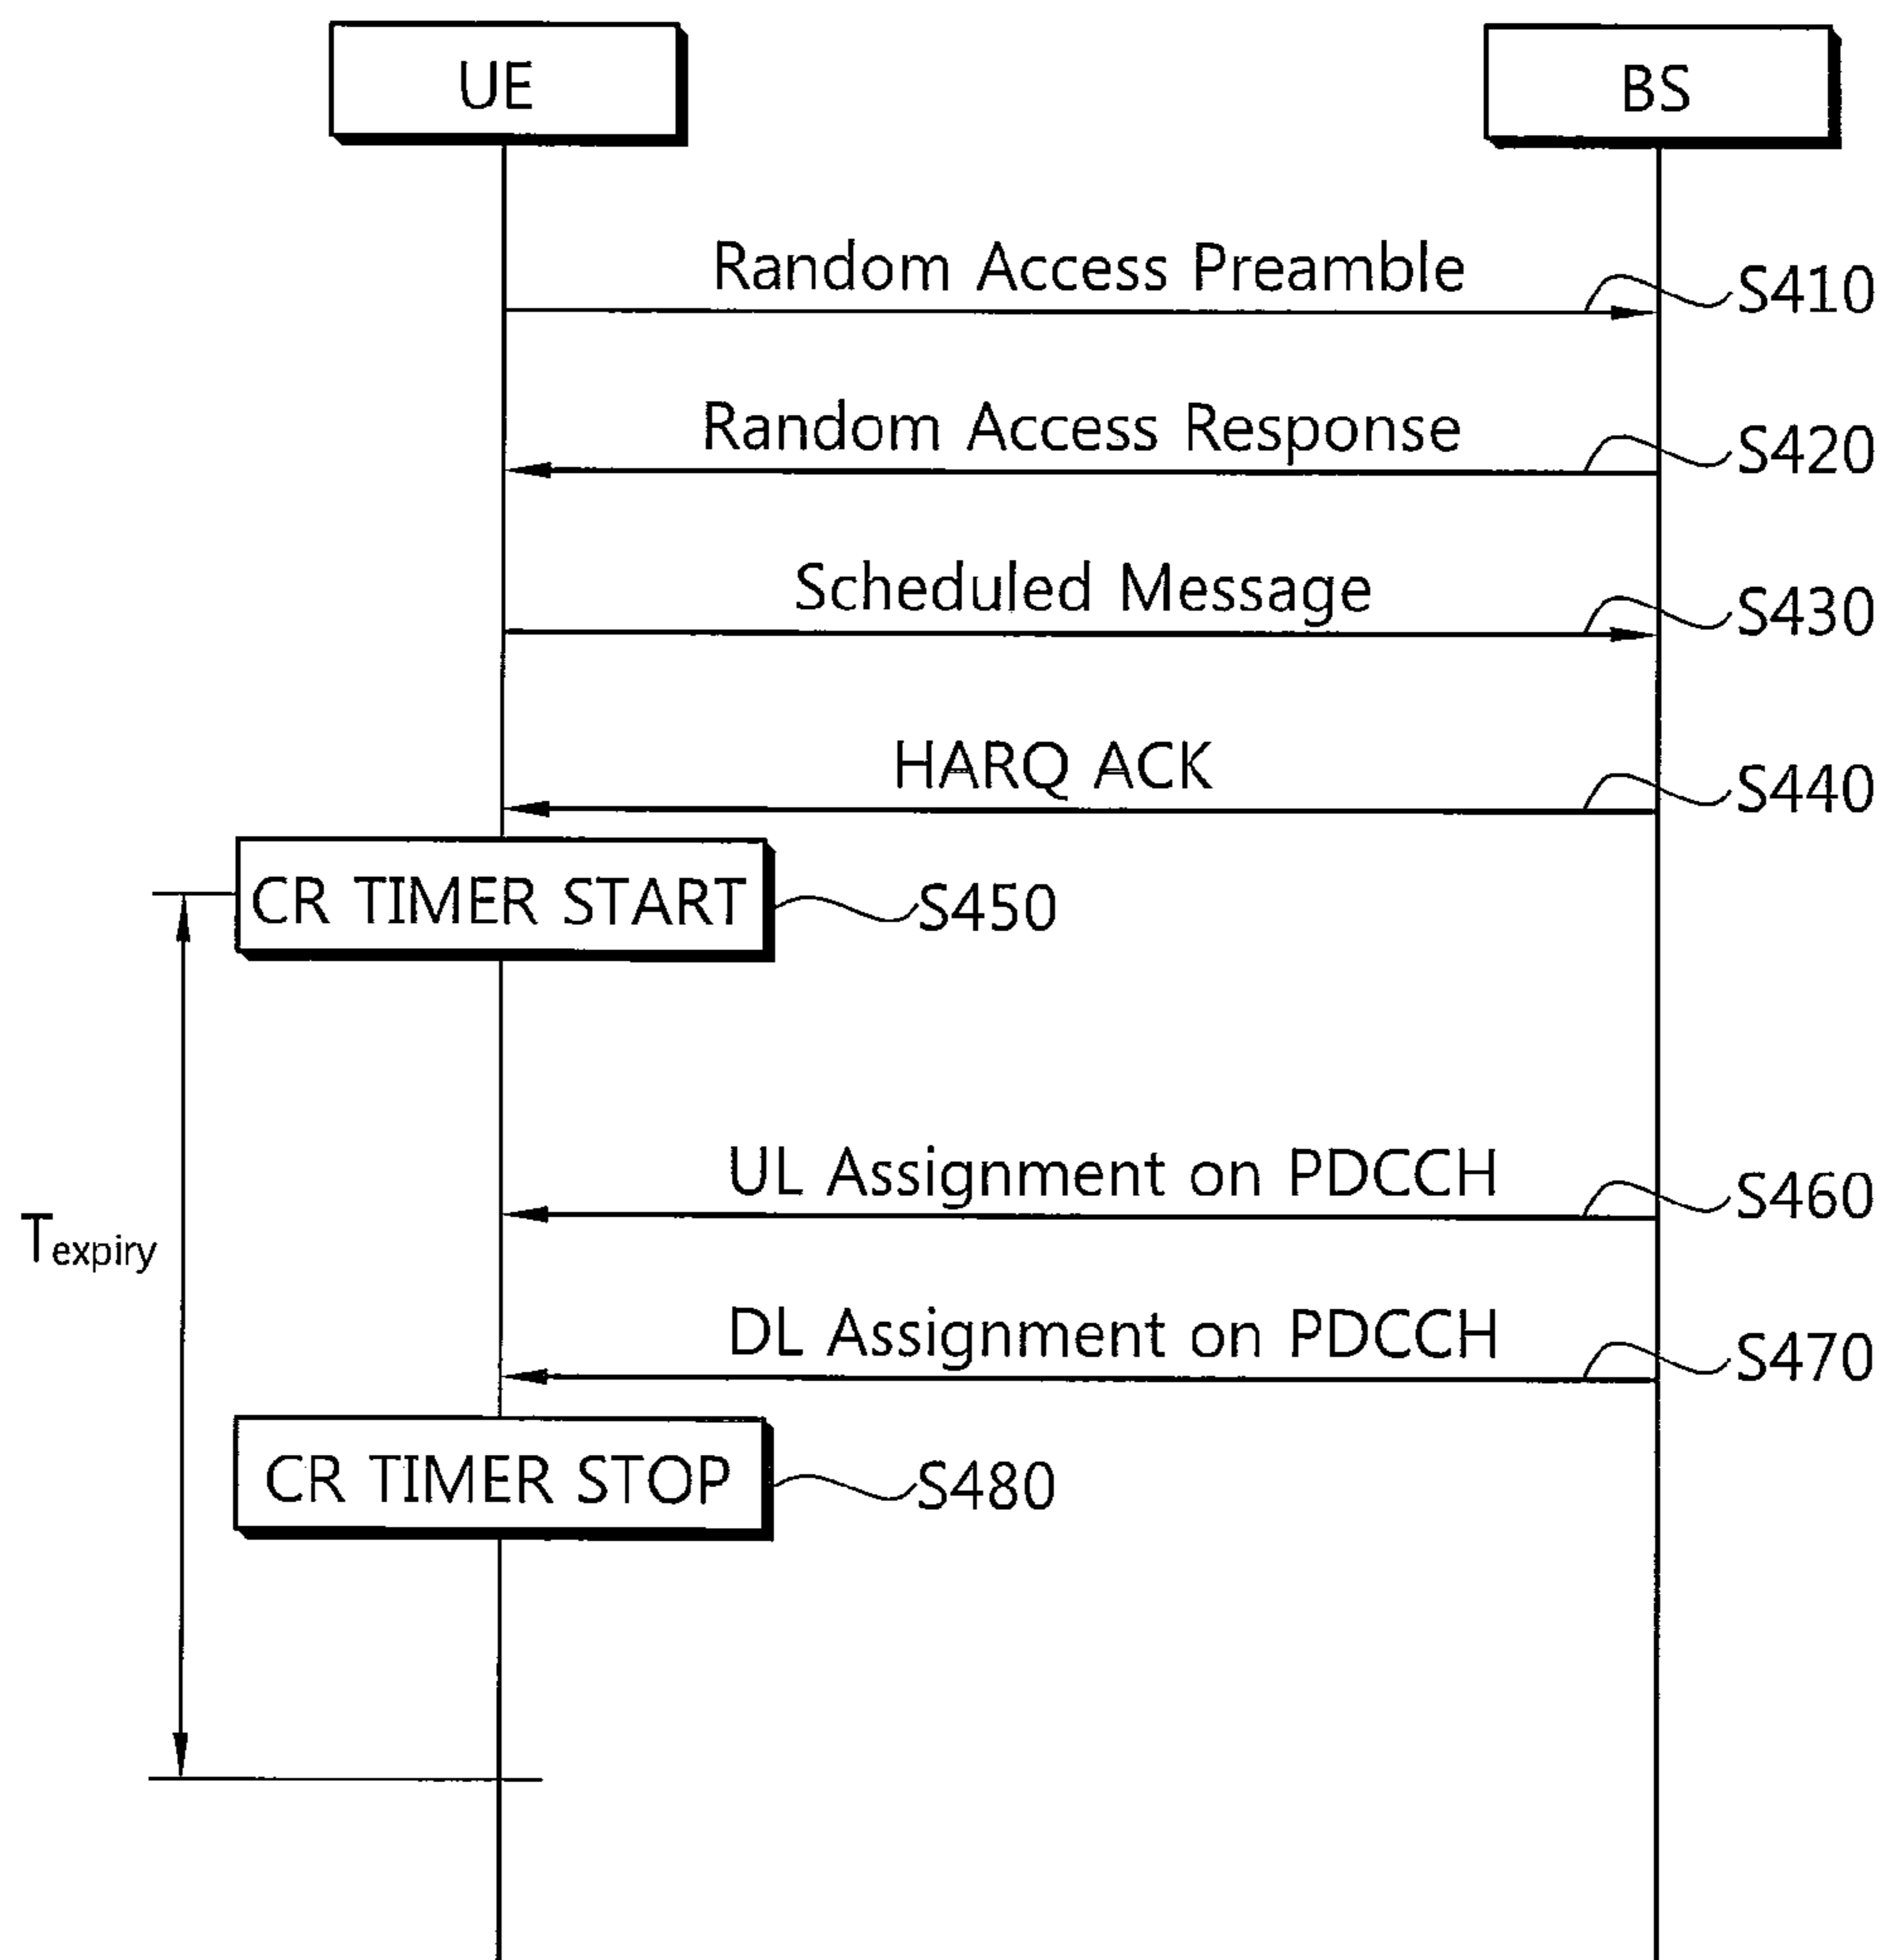 UE
BS
Random Access Preamble
S410
Random Access Response
S420
Scheduled Message
S430
HARQ ACK
S440
CR TIMER START
S450
UL Assignment on PDCCH
S460
Texpiry
DL Assignment on PDCCH
S470
CR TIMER STOP
S480